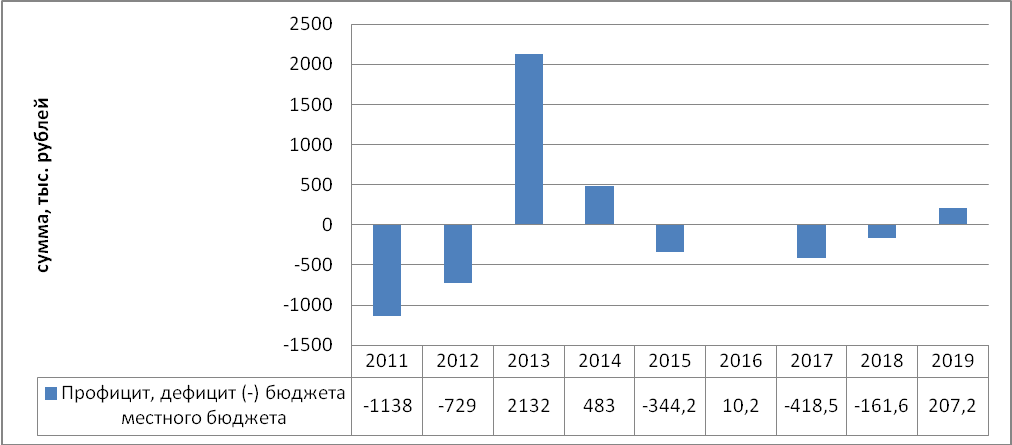 сумма, тыс. рублей
2500
2000
1500
1000
500
0
-500
-1000
-1500
2011 2012 2013 2014 2015 2016 2017 2018 2019
Профицит, дефицит (-) бюджета
местного бюджета
-1138 -729 2132 483 -344,2 10,2 -418,5 -161,6 207,2